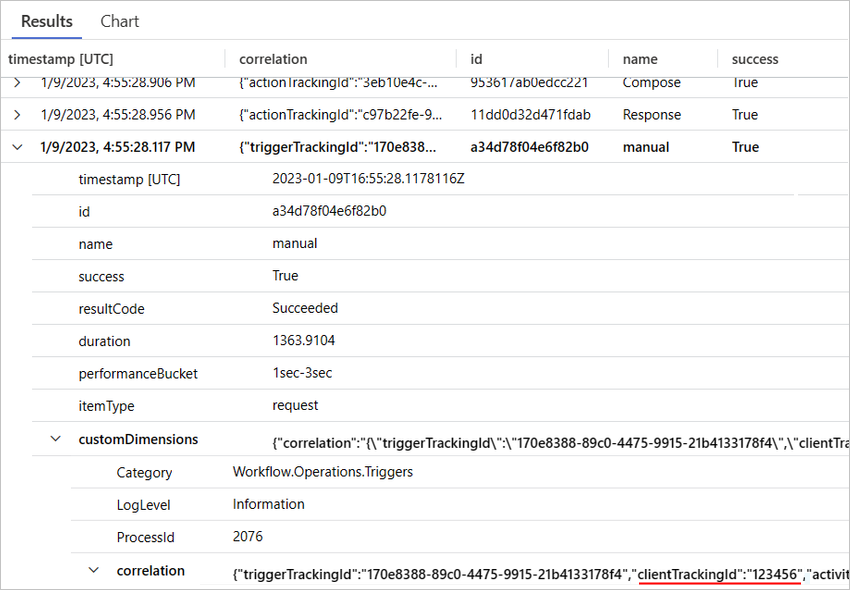 Results Chart
timestamp [UTC] correlation id name success
1/9/2023, 4:55:28.906 PM {"actionTrackingId":"3eb10e4c-... 953617ab0edcc221 Compose True
1/9/2023, 4:55:28.956 PM {"actionTrackingId":"c97b22fe-9... 11dd0d32d471fdab Response True
1/9/2023, 4:55:28.117 PM {"triggerTrackingId":"170e838... a34d78f04e6f82b0 manual True
timestamp [UTC] 2023-01-09T16:55:28.1178116Z
id a34d78f04e6f82b0
name manual
success True
resultCode Succeeded
duration 1363.9104
performanceBucket 1sec-3sec
itemType request
customDimensions {"correlation":"{\"triggerTrackingId\":\"170e8388-89c0-4475-9915-21b4133178f4\",\"clientTra
Category Workflow.Operations.Triggers
LogLevel Information
ProcessId 2076
correlation {"triggerTrackingId":"170e8388-89c0-4475-9915-21b4133178f4","clientTrackingId":"123456","activit